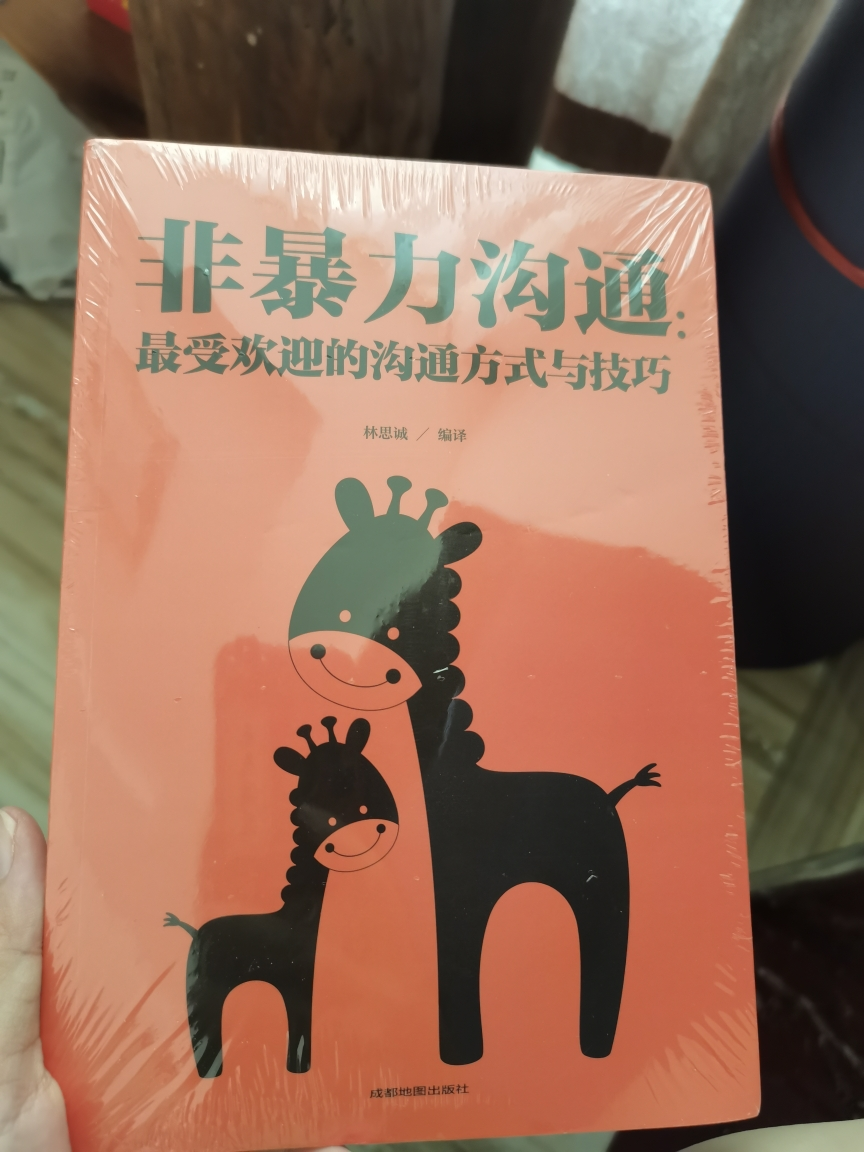 非暴力沟通:
最受欢迎的沟通方式与技巧
林思诚 / 编译
成都地图出版社